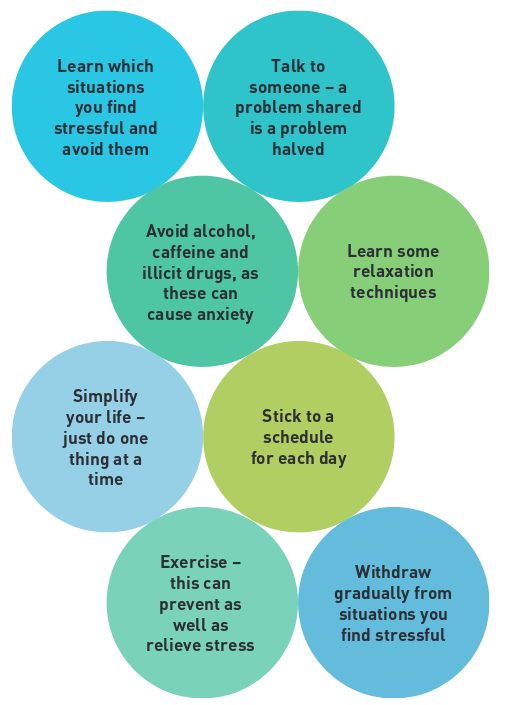 Learn which
situations
you find
stressful and
avoid them
Talk to
someone – a
problem shared
is a problem
halved
Avoid alcohol,
caffeine and
illicit drugs, as
these can
cause anxiety
Learn some
relaxation
techniques
Simplify
your life –
just do one
thing at a
time
Stick to a
schedule
for each day
Exercise –
this can
prevent as
well as
relieve stress
Withdraw
gradually from
situations you
find stressful